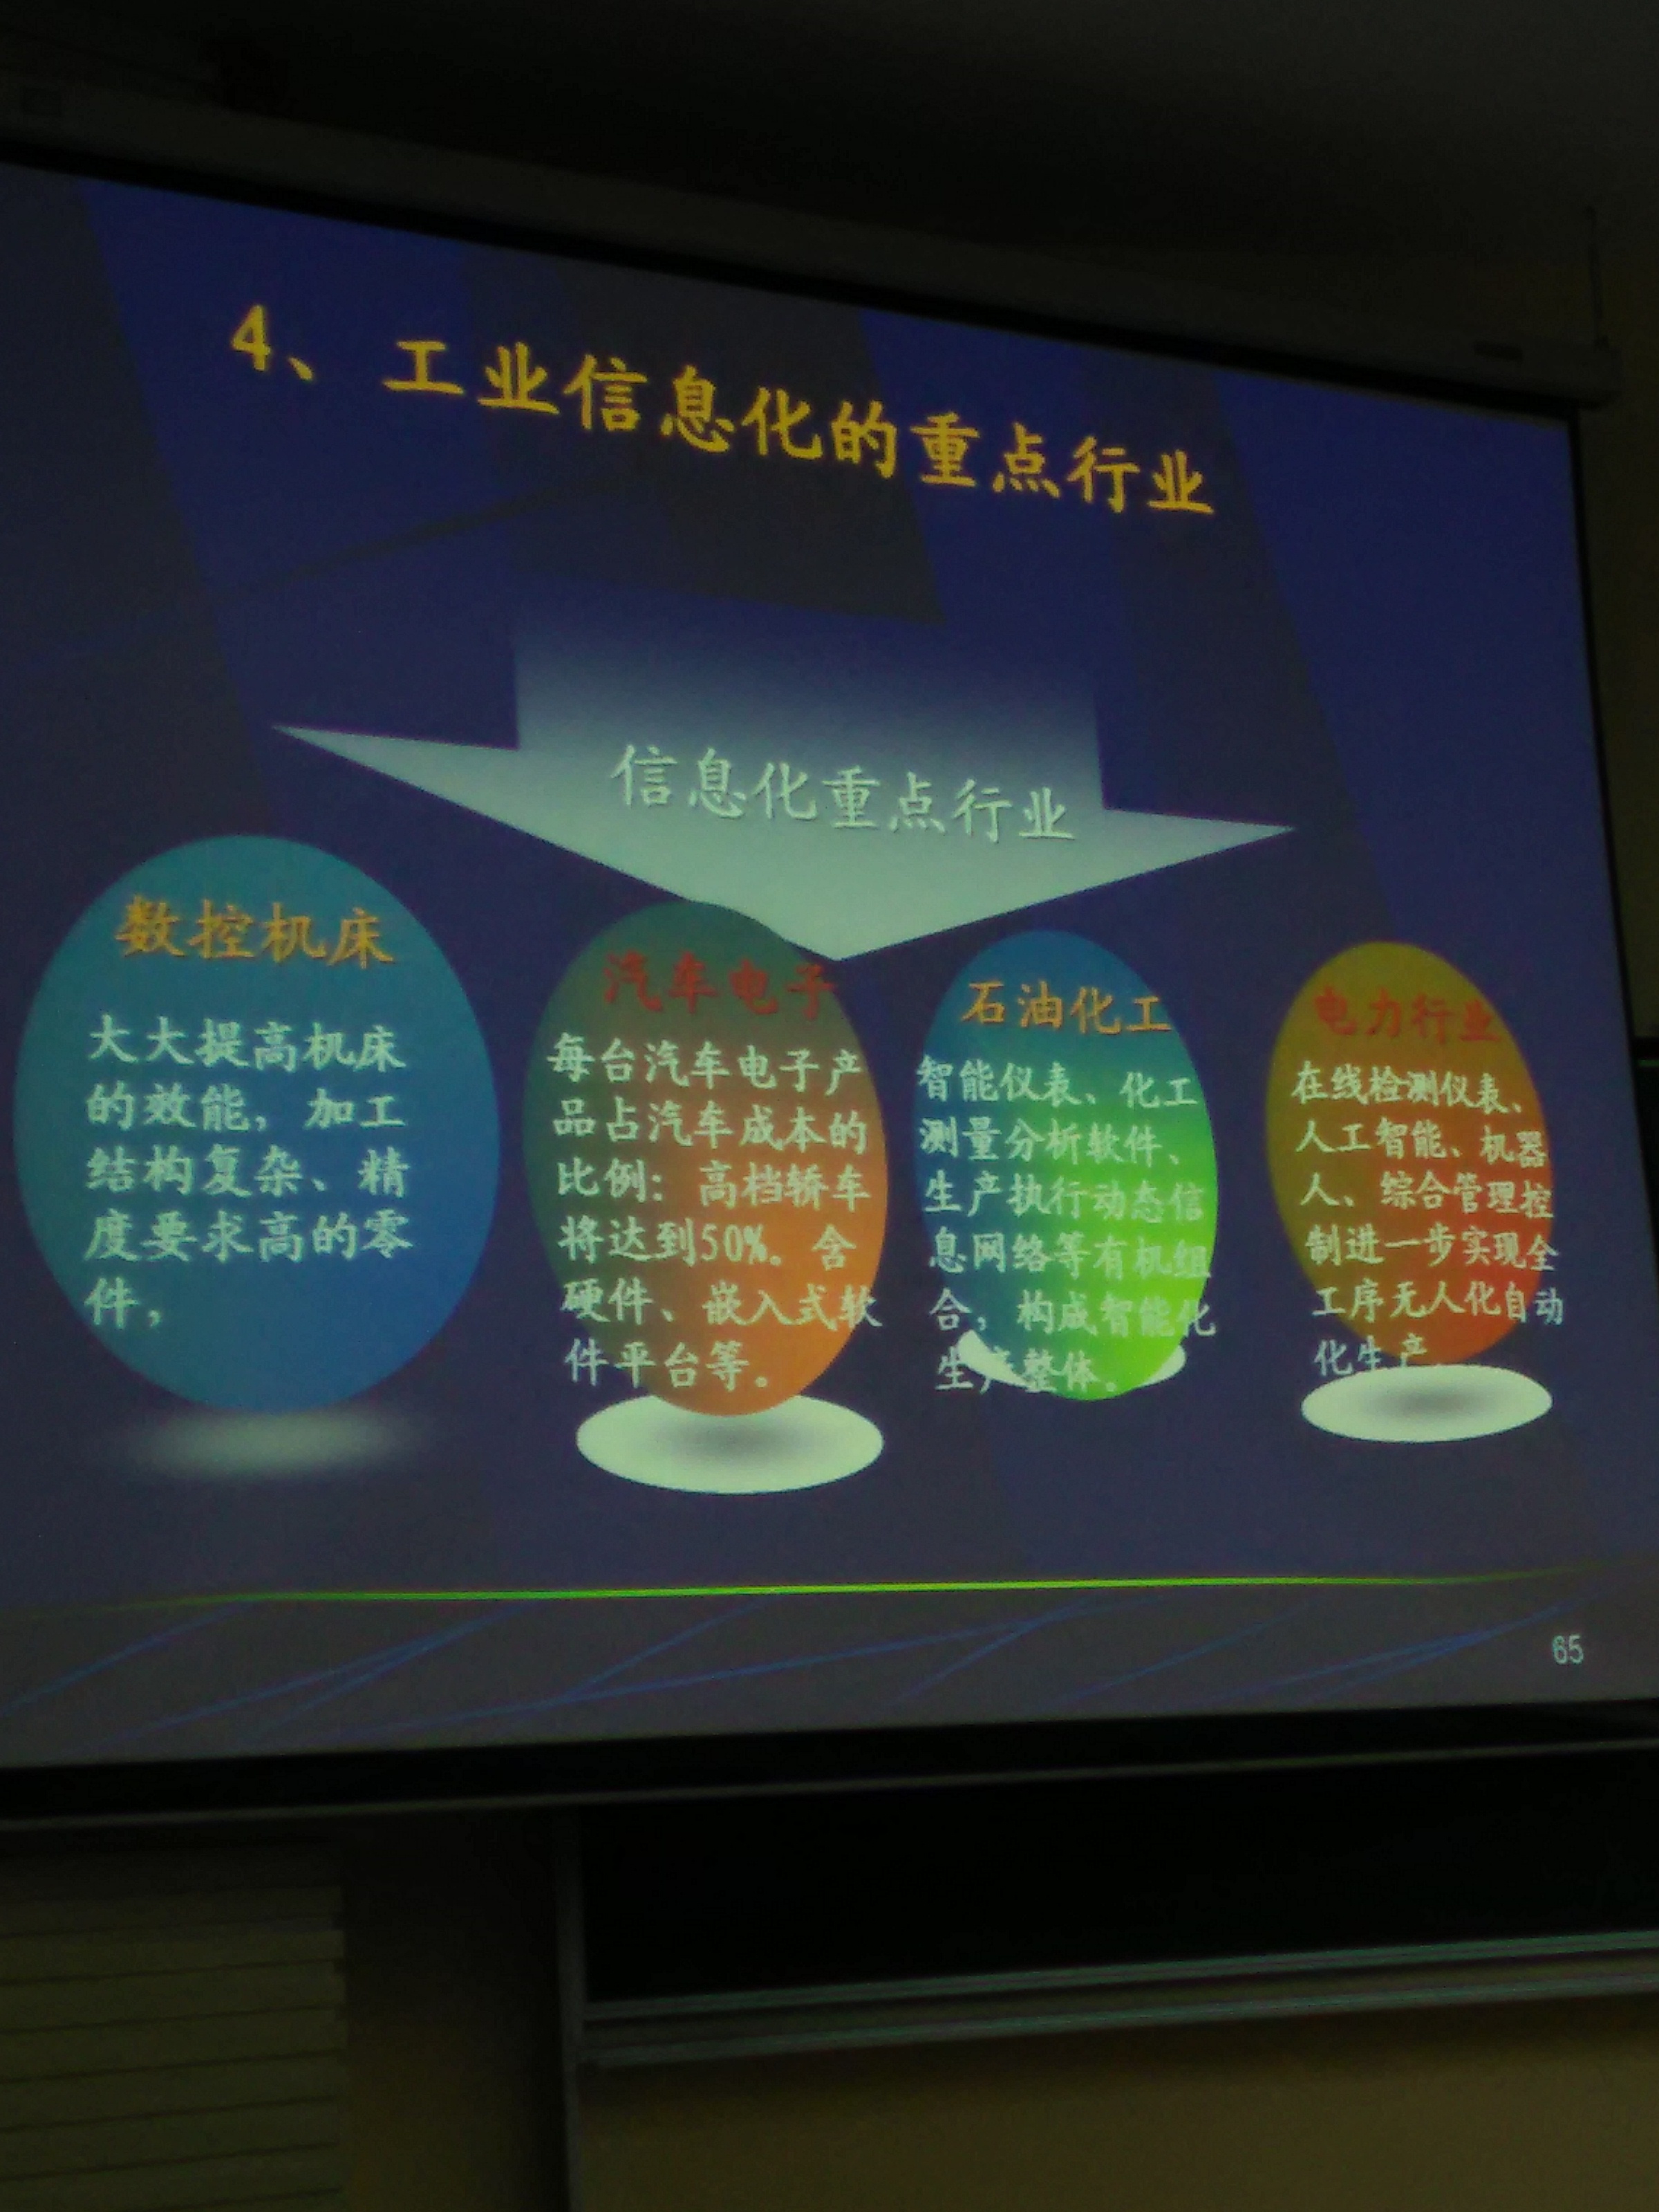 4、工业信息化的重点行业
信息化重点行业
数控机床
大大提高机床
的效能，加工
结构复杂、精
度要求高的零
件，
汽车电子
每台汽车电子产
品占汽车成本的
比例：高档轿车
将达到50%。含
硬件、嵌入式软
件平台等。
石油化工
智能仪表、化工
测量分析软件、
生产执行动态信
息网络等有机组
合，构成智能化
生产整体。
电力行业
在线检测仪表、
人工智能、机器
人、综合管理控
制进一步实现全
工序无人化自动
化生产。
65